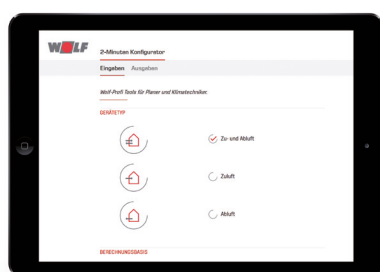 WOLF
2-Minuten Konfigurator
Eingaben Ausgaben
Wolf-Profi Tools für Planer und Klimatechniker.
GERÄTETYP
Zu- und Abluft
Zuluft
Abluft
BERECHNUNGSBASIS